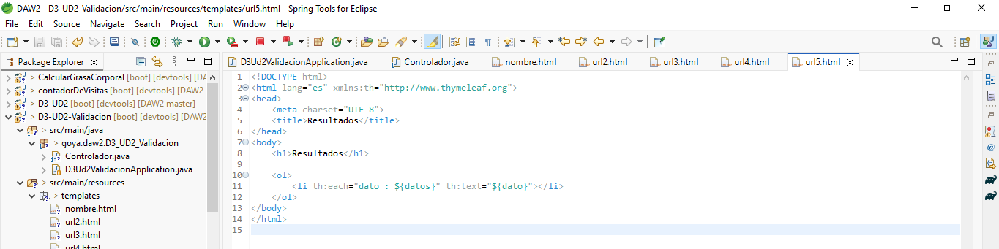 DAW2 - D3-UD2-Validacion/src/main/resources/templates/url5.html - Spring Tools for Eclipse
File Edit Source Navigate Search Project Run Window Help
Package Explorer
> CalcularGrasaCorporal [boot] [devtools] [DA
> contadorDeVisitas [boot] [devtools] [DAW2
> D3-UD2 [boot] [devtools] [DAW2 master]
> D3-UD2-Validacion [boot] [devtools] [DAW2
> src/main/java
> goya.daw2.D3_UD2_Validacion
Controlador.java
D3Ud2ValidacionApplication.java
> src/main/resources
> templates
nombre.html
url2.html
url3.html
url4.html
D3Ud2ValidacionApplication.java Controlador.java nombre.html url2.html url3.html url4.html url5.html
1 <!DOCTYPE html>
2 <html lang="es" xmlns:th="http://www.thymeleaf.org">
3 <head>
4 <meta charset="UTF-8">
5 <title>Resultados</title>
6 </head>
7 <body>
8 <h1>Resultados</h1>
9
10 <ol>
11 <li th:each="dato : ${datos}" th:text="${dato}"></li>
12 </ol>
13 </body>
14 </html>
15